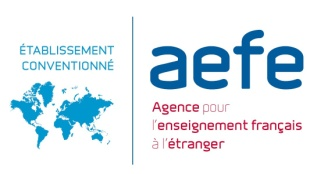 ÉTABLISSEMENT
CONVENTIONNÉ
aefe
Agence pour
l'enseignement français
à l'étranger